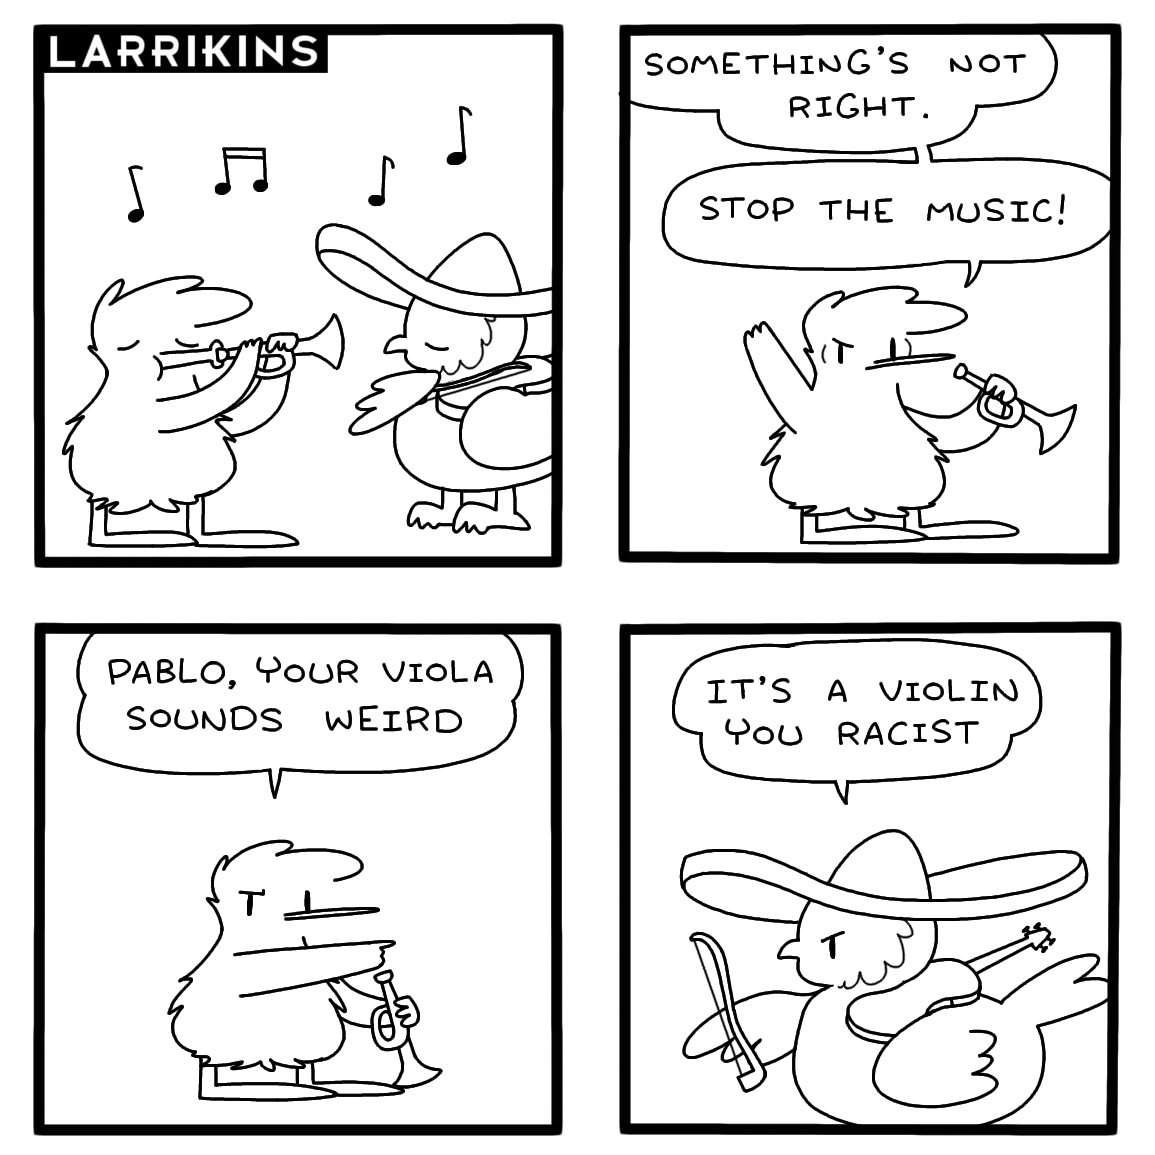 LARRIKINS
SOMETHING'S NOT
RIGHT.
STOP THE MUSIC!
PABLO, YOUR VIOLA
SOUNDS WEIRD
IT'S A VIOLIN
YOU RACIST